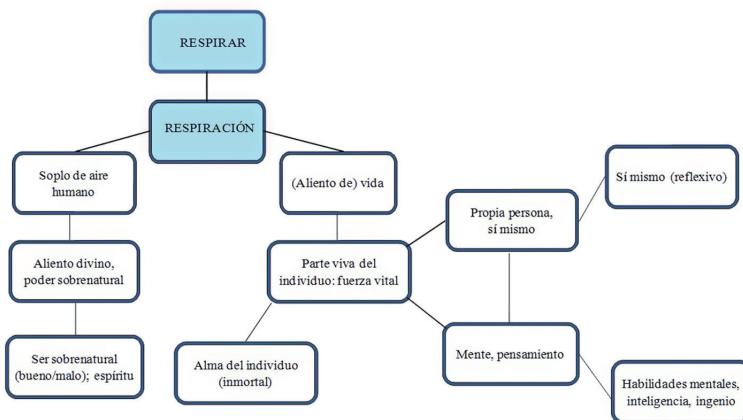 RESPIRAR
RESPIRACIÓN
Soplo de aire
humano
(Aliento de) vida
Sí mismo (reflexivo)
Propia persona,
sí mismo
Aliento divino,
poder sobrenatural
Parte viva del
individuo: fuerza vital
Ser sobrenatural
(bueno/malo); espíritu
Alma del individuo
(inmortal)
Mente, pensamiento
Habilidades mentales,
inteligencia, ingenio